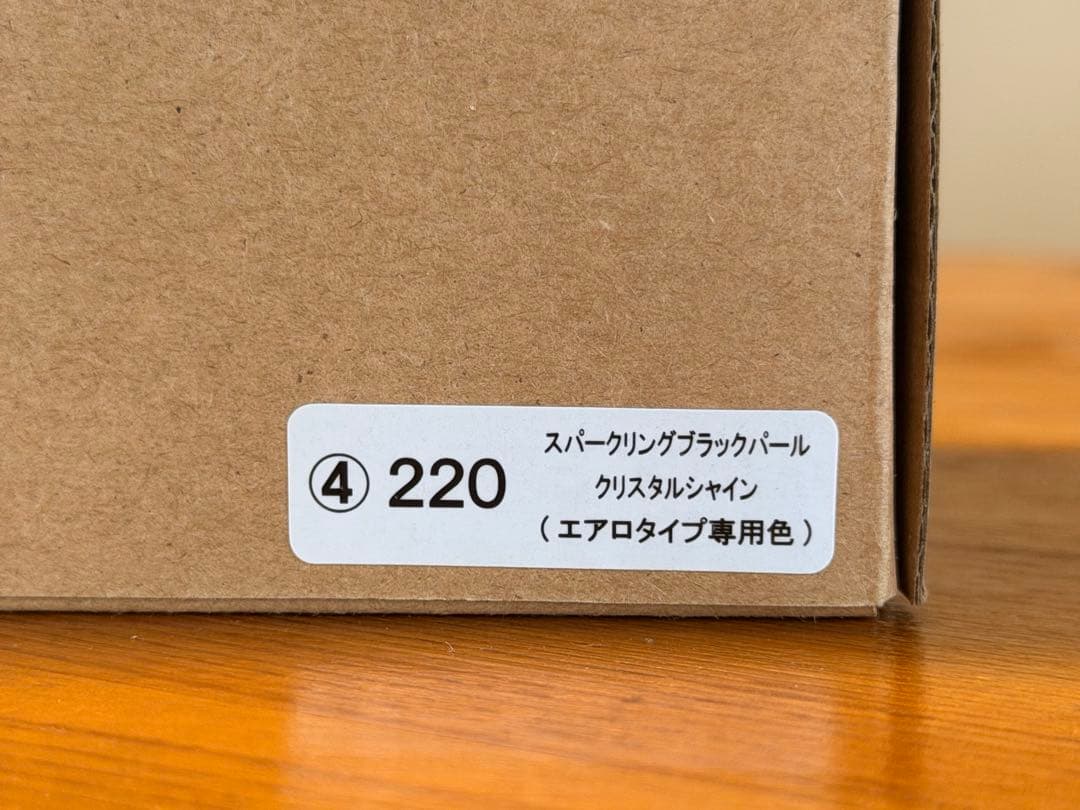 ④ 220
スパークリングブラックパール
クリスタルシャイン
(エアロタイプ専用色)